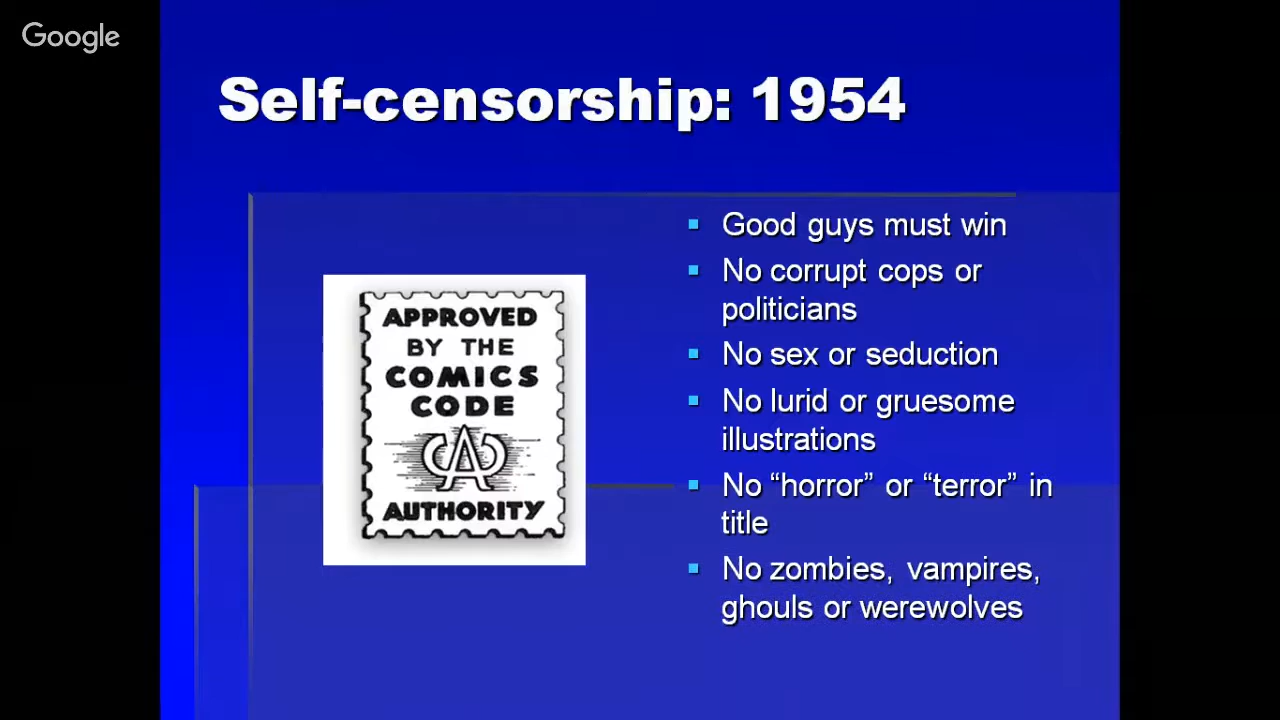 Google
Self-censorship: 1954
APPROVED
BY THE
COMICS
CODE
CA
AUTHORITY
Good guys must win
No corrupt cops or
politicians
No sex or seduction
No lurid or gruesome
illustrations
No “horror” or “terror” in
title
No zombies, vampires,
ghouls or werewolves